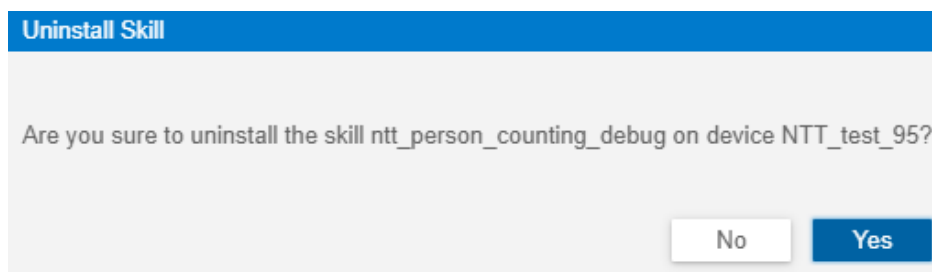 Uninstall Skill
Are you sure to uninstall the skill ntt_person_counting_debug on device NTT_test_95?
No
Yes